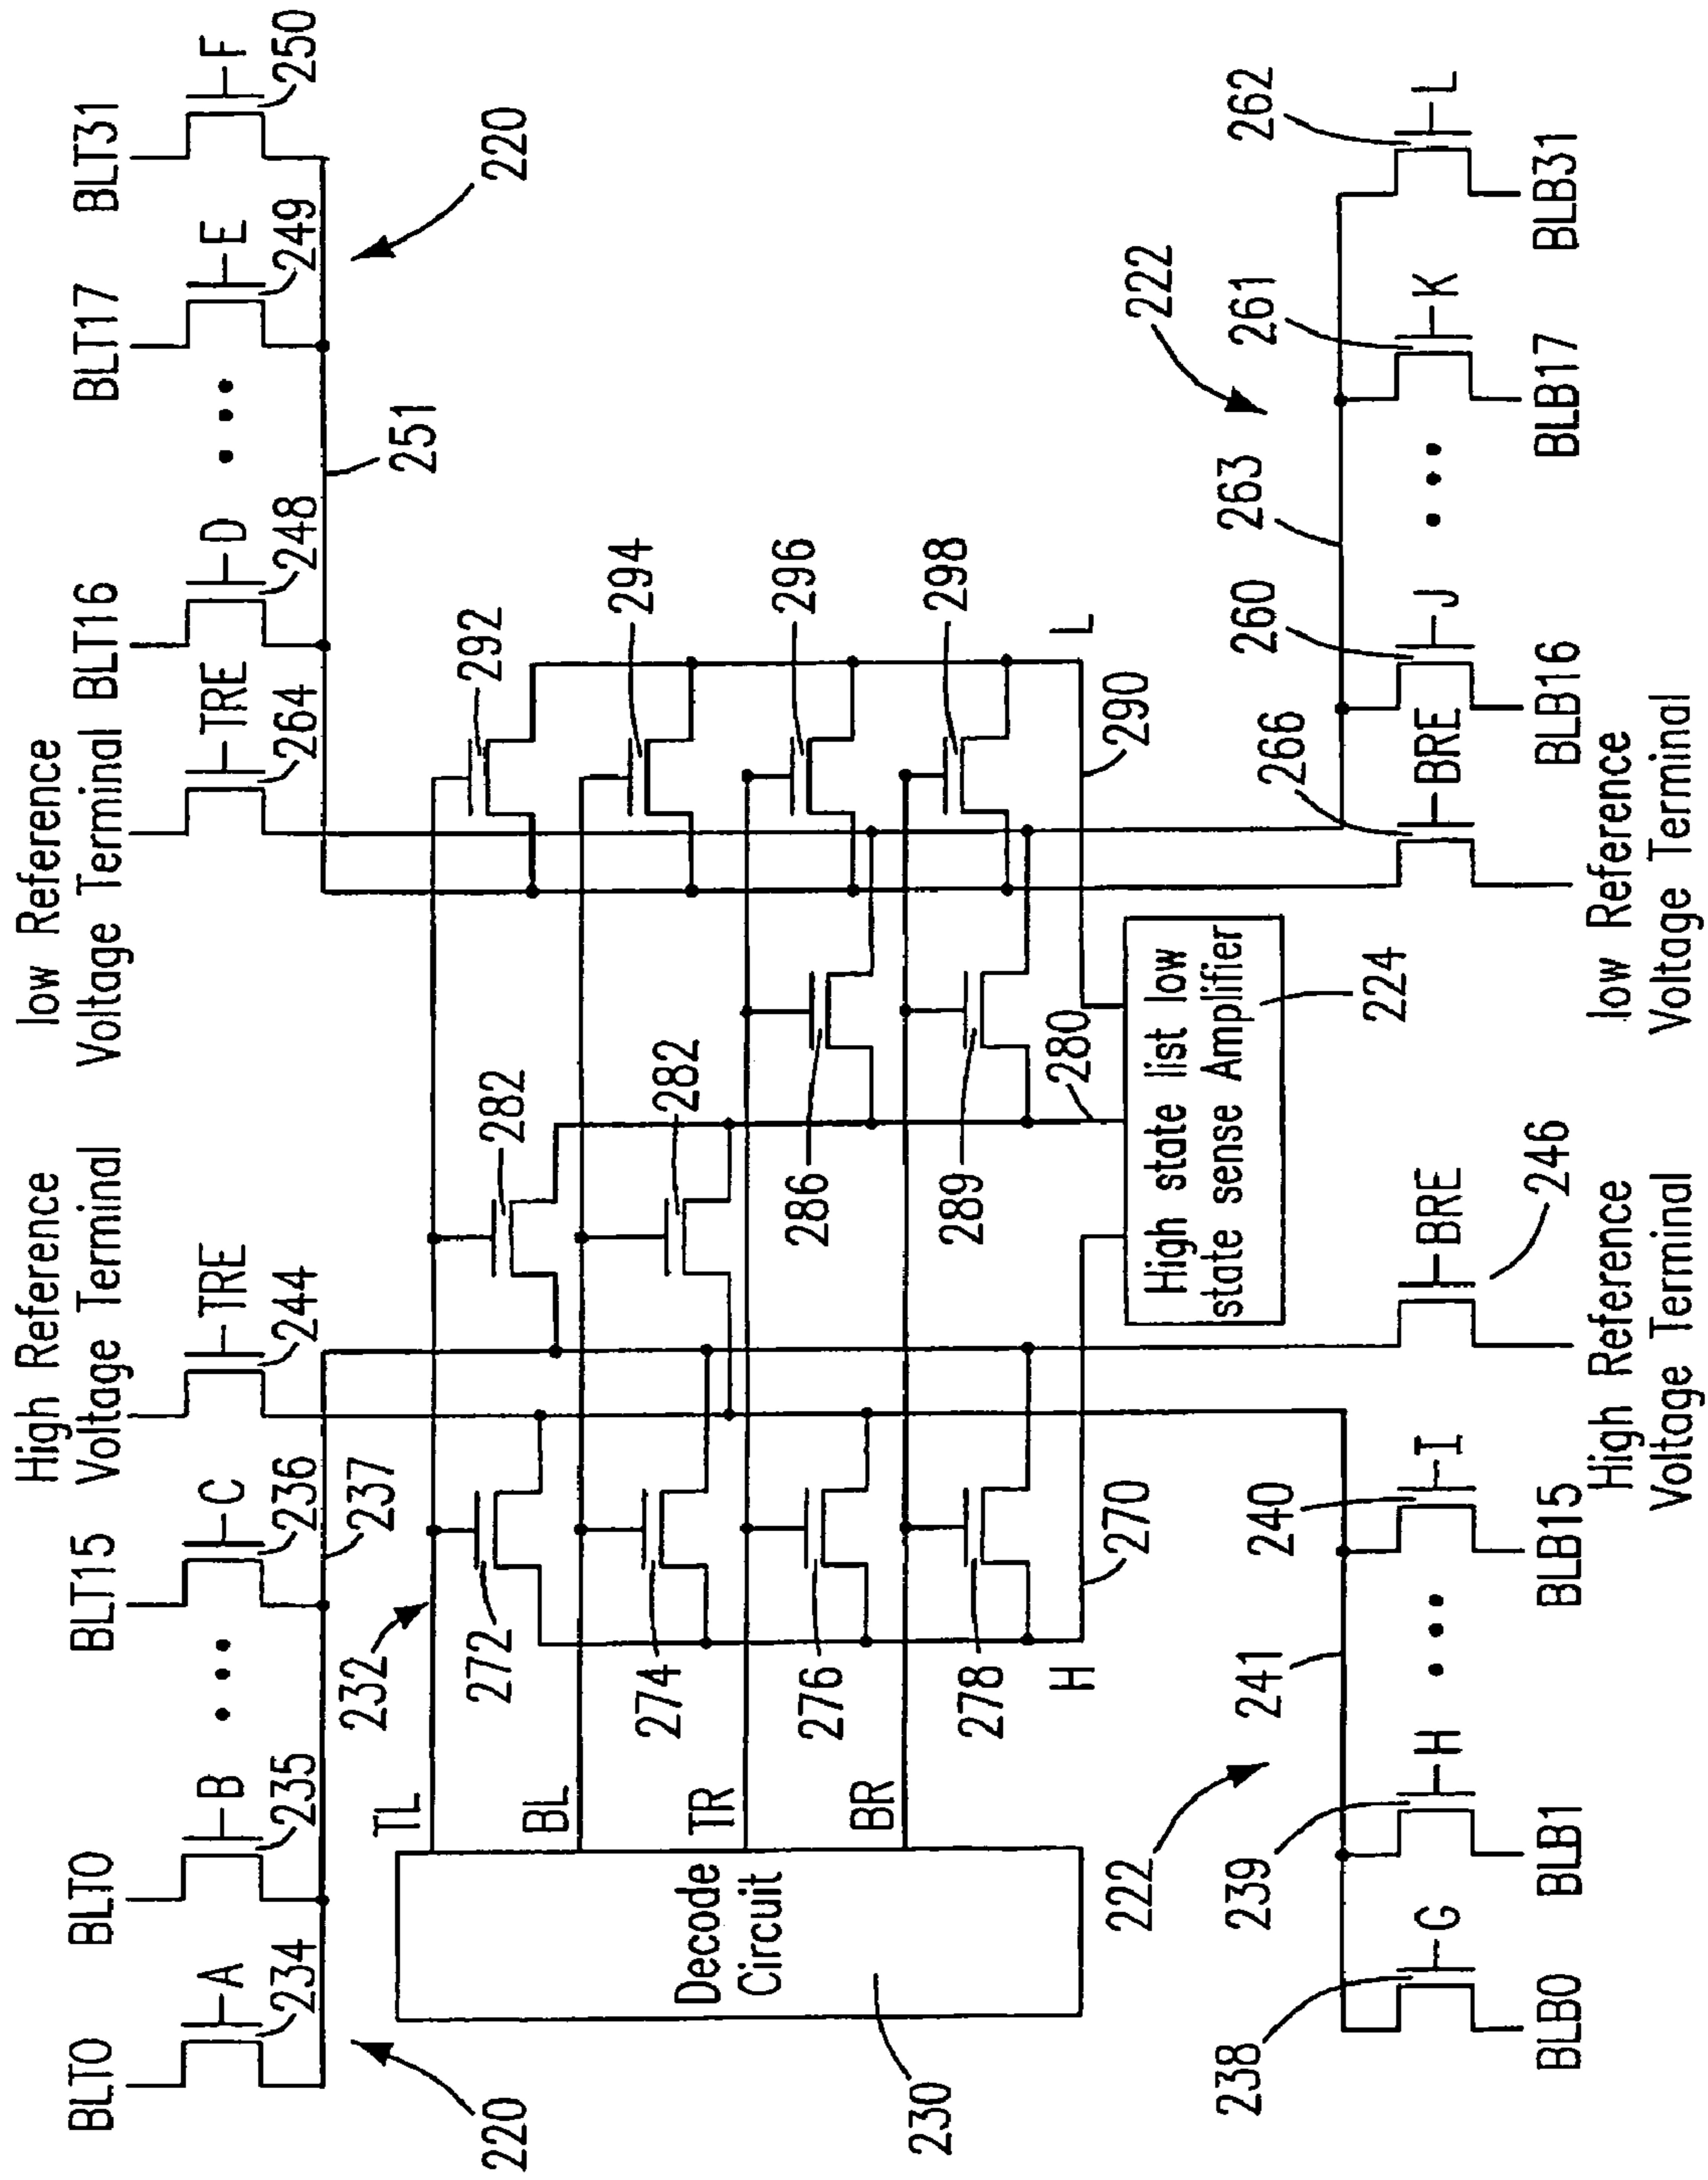 BLT0
A
234
BLT0
B
235
BLT15
C
236
237
High Reference
Voltage Terminal
TRE
244
low Reference
Voltage Terminal
TRE
264
BLT16
D
248
251
BLT17
E
249
BLT31
F
250
220
220
232
TL
BL
TR
BR
Decode
Circuit
230
272
274
276
278
H
270
282
282
286
289
280
292
294
296
298
L
290
High state list low
state sense Amplifier
224
222
241
238
G
BLB0
239
H
BLB1
240
I
BLB15
BRE
246
High Reference
Voltage Terminal
266
BRE
low Reference
Voltage Terminal
260
J
BLB16
263
222
261
K
BLB17
262
L
BLB31